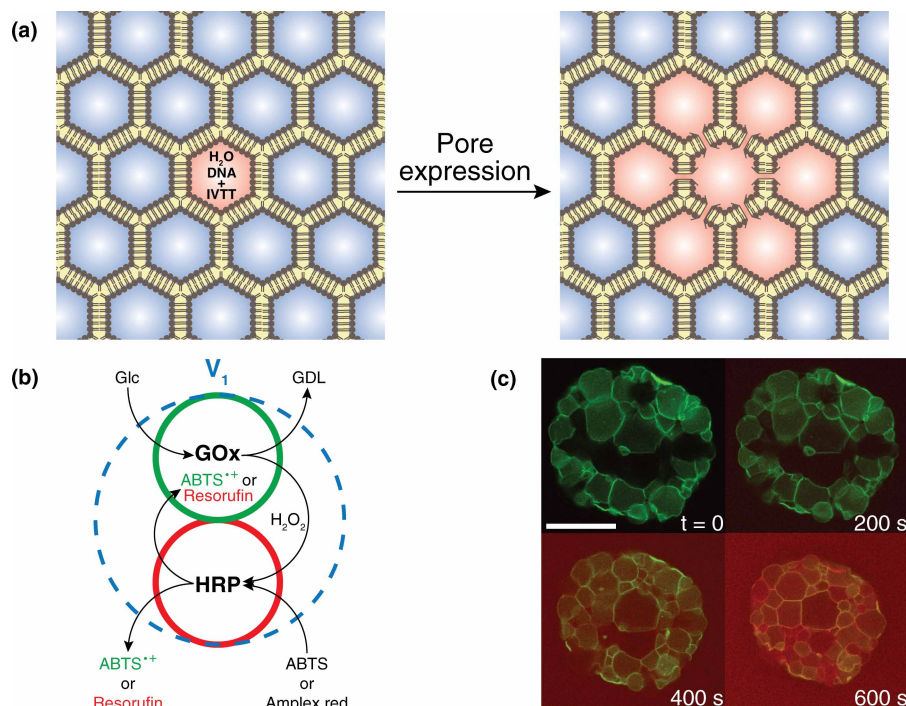 (a)
H₂O
DNA
+
IVTT
Pore
expression
(b)
V₁
Glc
GDL
GOx
ABTS•+ or
Resorufin
H₂O₂
HRP
ABTS•+
or
Resorufin
ABTS
or
Amplex red
(c)
t = 0
200 s
400 s
600 s